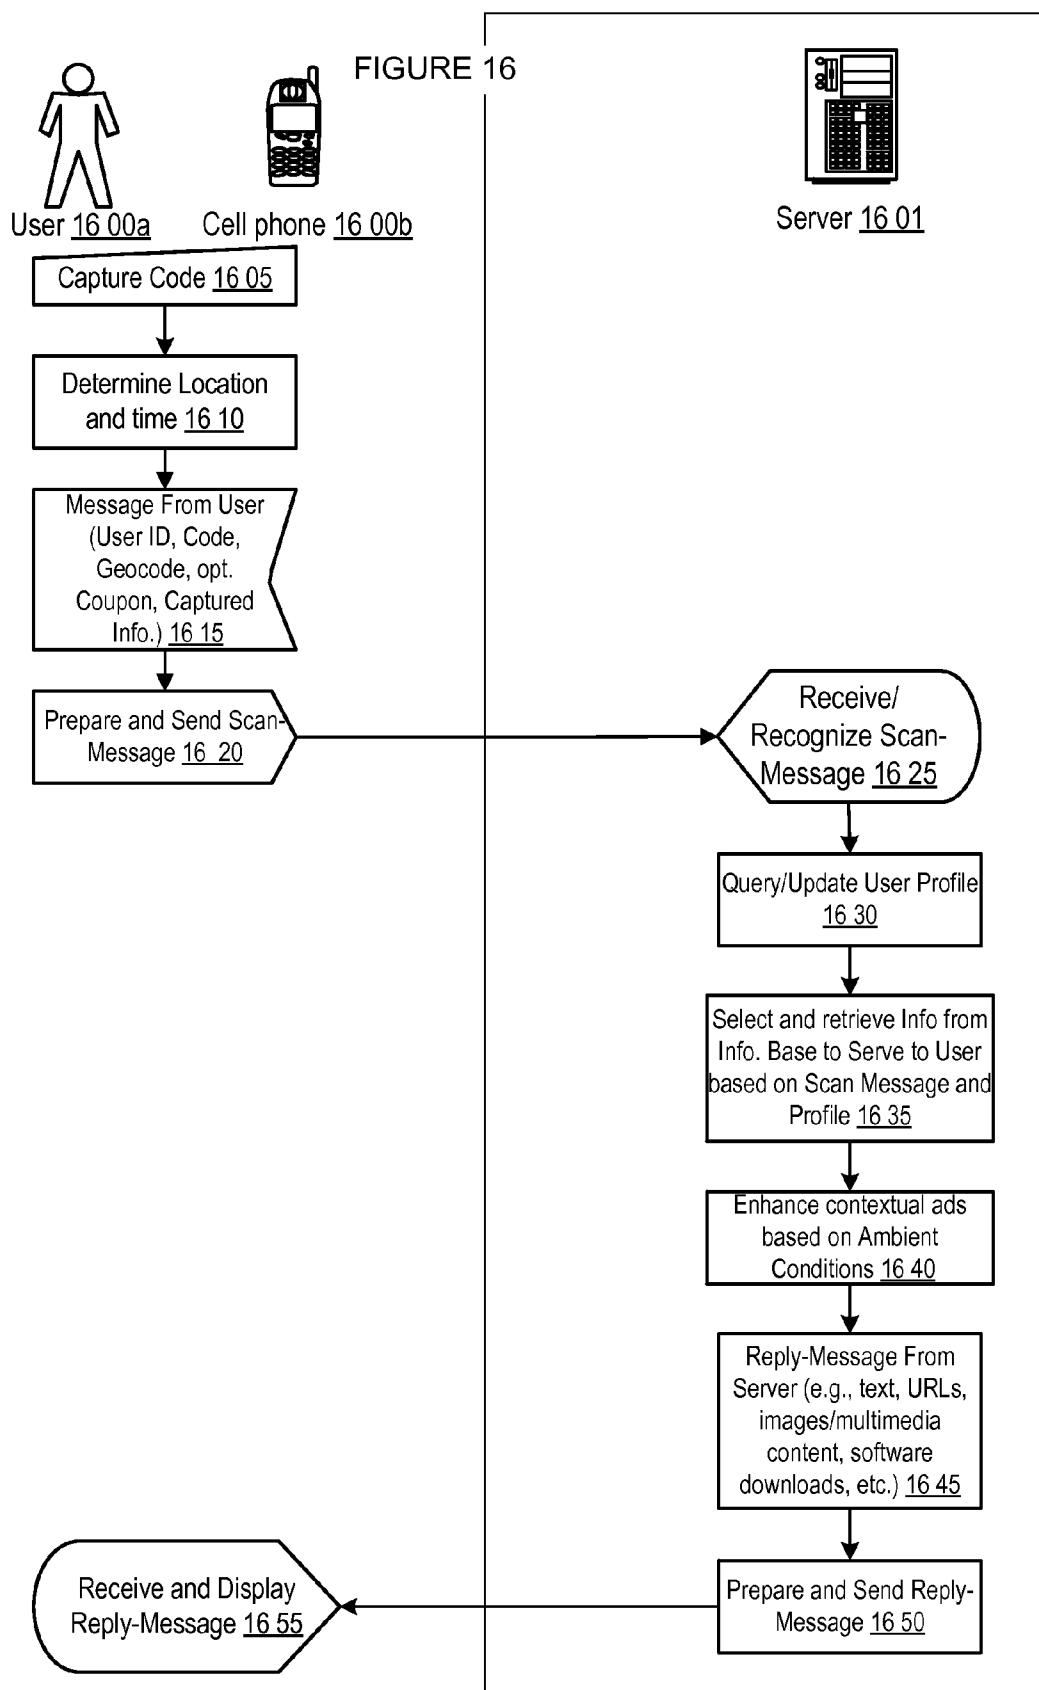 FIGURE 16
User 16 00a
Cell phone 16 00b
Server 16 01
Capture Code 16 05
Determine Location
and time 16 10
Message From User
(User ID, Code,
Geocode, opt.
Coupon, Captured
Info.) 16 15
Prepare and Send Scan-
Message 16 20
Receive/
Recognize Scan-
Message 16 25
Query/Update User Profile
16 30
Select and retrieve Info from
Info. Base to Serve to User
based on Scan Message and
Profile 16 35
Enhance contextual ads
based on Ambient
Conditions 16 40
Reply-Message From
Server (e.g., text, URLs,
images/multimedia
content, software
downloads, etc.) 16 45
Prepare and Send Reply-
Message 16 50
Receive and Display
Reply-Message 16 55